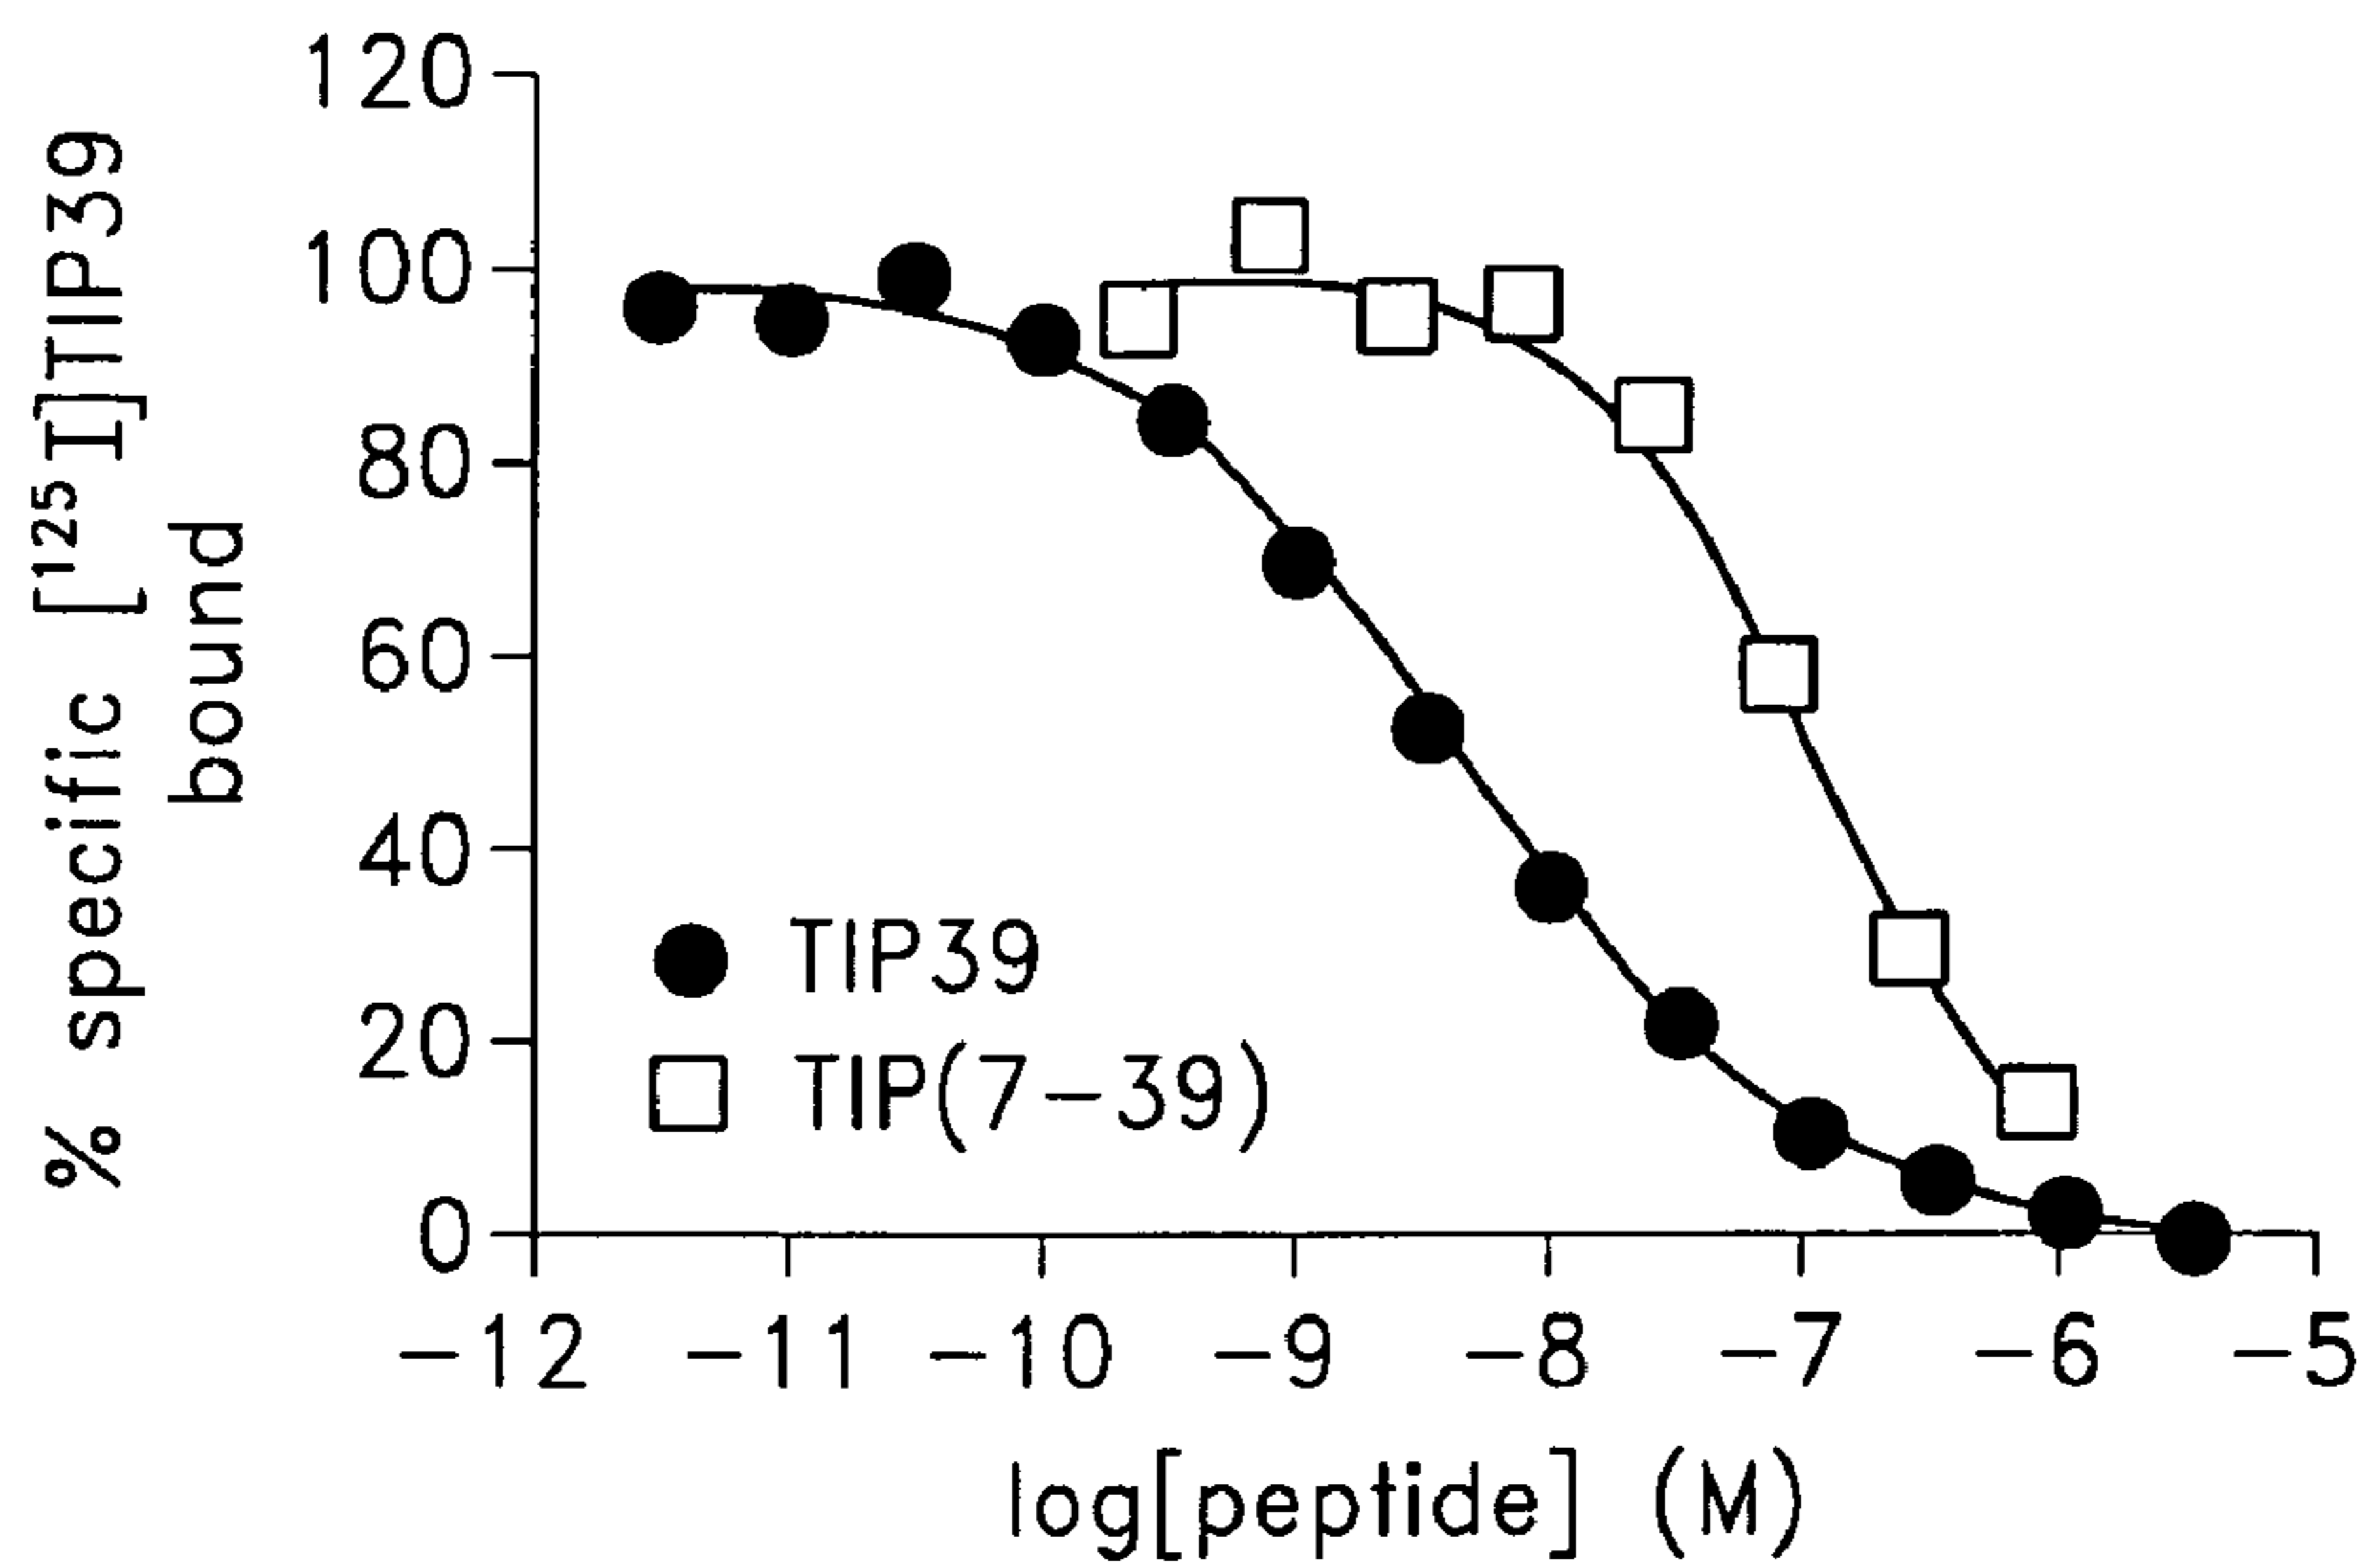 % specific [¹²⁵I]TIP39
bound
120
100
80
60
40
20
0
TIP39
TIP(7-39)
-12 -11 -10 -9 -8 -7 -6 -5
log[peptide] (M)